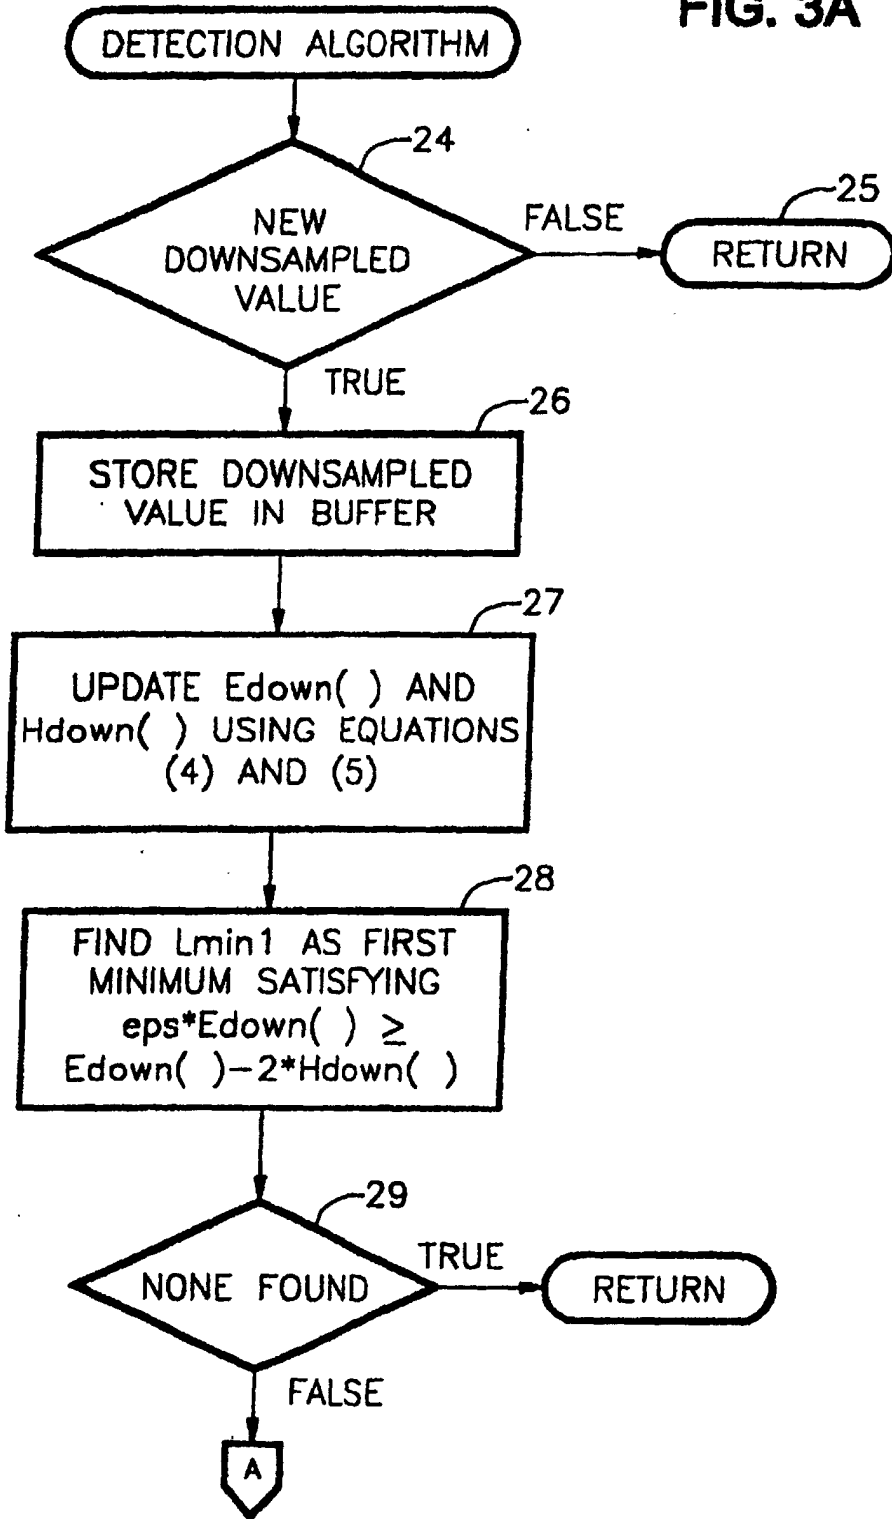 FIG. 3A
DETECTION ALGORITHM
24
NEW
DOWNSAMPLED
VALUE
FALSE
25
RETURN
TRUE
26
STORE DOWNSAMPLED
VALUE IN BUFFER
27
UPDATE Edown( ) AND
Hdown( ) USING EQUATIONS
(4) AND (5)
28
FIND Lmin1 AS FIRST
MINIMUM SATISFYING
eps*Edown( ) ≥
Edown( )-2*Hdown( )
29
NONE FOUND
TRUE
RETURN
FALSE
A